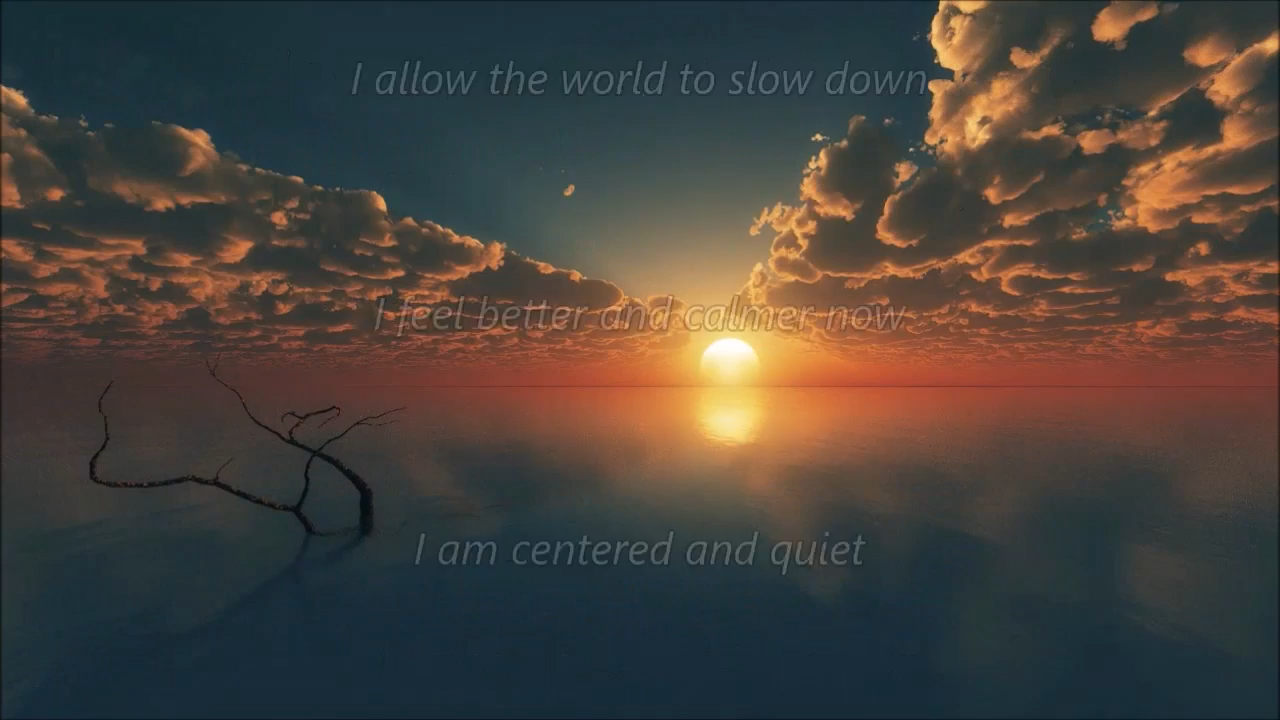 I allow the world to slow down
I feel better and calmer now
I am centered and quiet